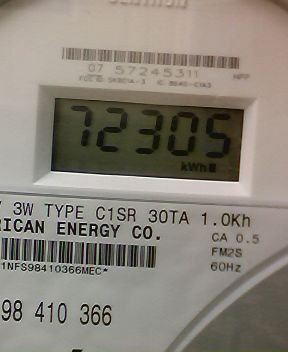 07 57245311
72305
kWh
3W TYPE C1SR 30TA 1.0Kh
RICAN ENERGY CO.
CA 0.5
FM2S
60Hz
1NFS98410366MEC*
98 410 366